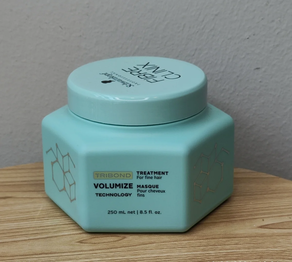 Schwarzkopf
FIBRE
CLINIX
TRIBOND TREATMENT
For fine hair
VOLUMIZE MASQUE
TECHNOLOGY Pour cheveux
fins
250 mL net | 8.5 fl. oz.